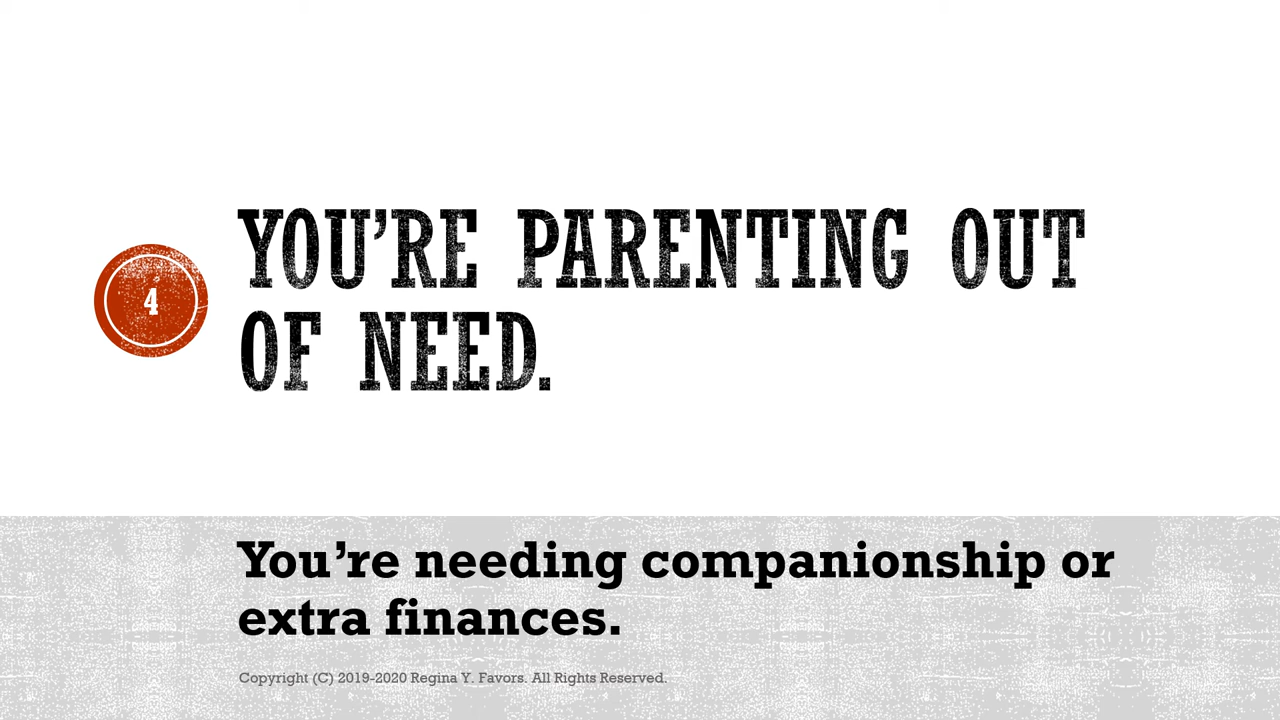 4
YOU’RE PARENTING OUT
OF NEED.
You’re needing companionship or
extra finances.
Copyright (C) 2019-2020 Regina Y. Favors. All Rights Reserved.